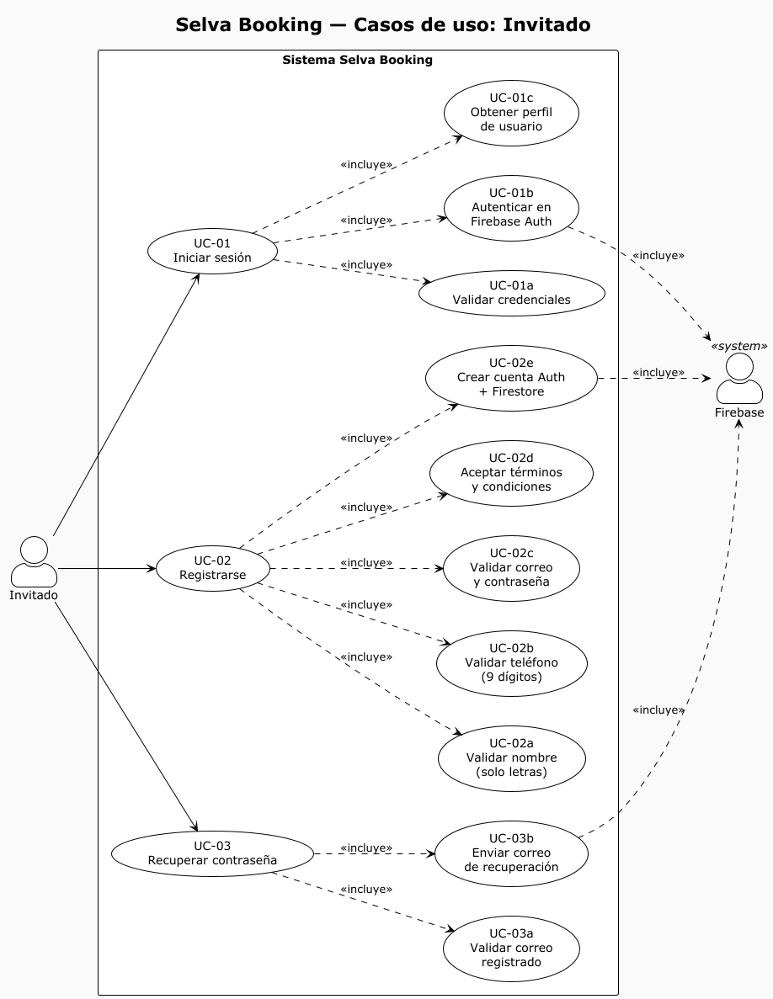 Selva Booking — Casos de uso: Invitado
Sistema Selva Booking
UC-01c
Obtener perfil
de usuario
«incluye»
UC-01b
Autenticar en
Firebase Auth
«incluye»
UC-01
Iniciar sesión
«incluye»
«incluye»
UC-01a
Validar credenciales
«system»
Firebase
UC-02e
Crear cuenta Auth
+ Firestore
«incluye»
«incluye»
UC-02d
Aceptar términos
y condiciones
«incluye»
UC-02c
Validar correo
y contraseña
«incluye»
UC-02
Registrarse
Invitado
«incluye»
UC-02b
Validar teléfono
(9 dígitos)
«incluye»
«incluye»
UC-02a
Validar nombre
(solo letras)
UC-03
Recuperar contraseña
«incluye»
UC-03b
Enviar correo
de recuperación
«incluye»
UC-03a
Validar correo
registrado